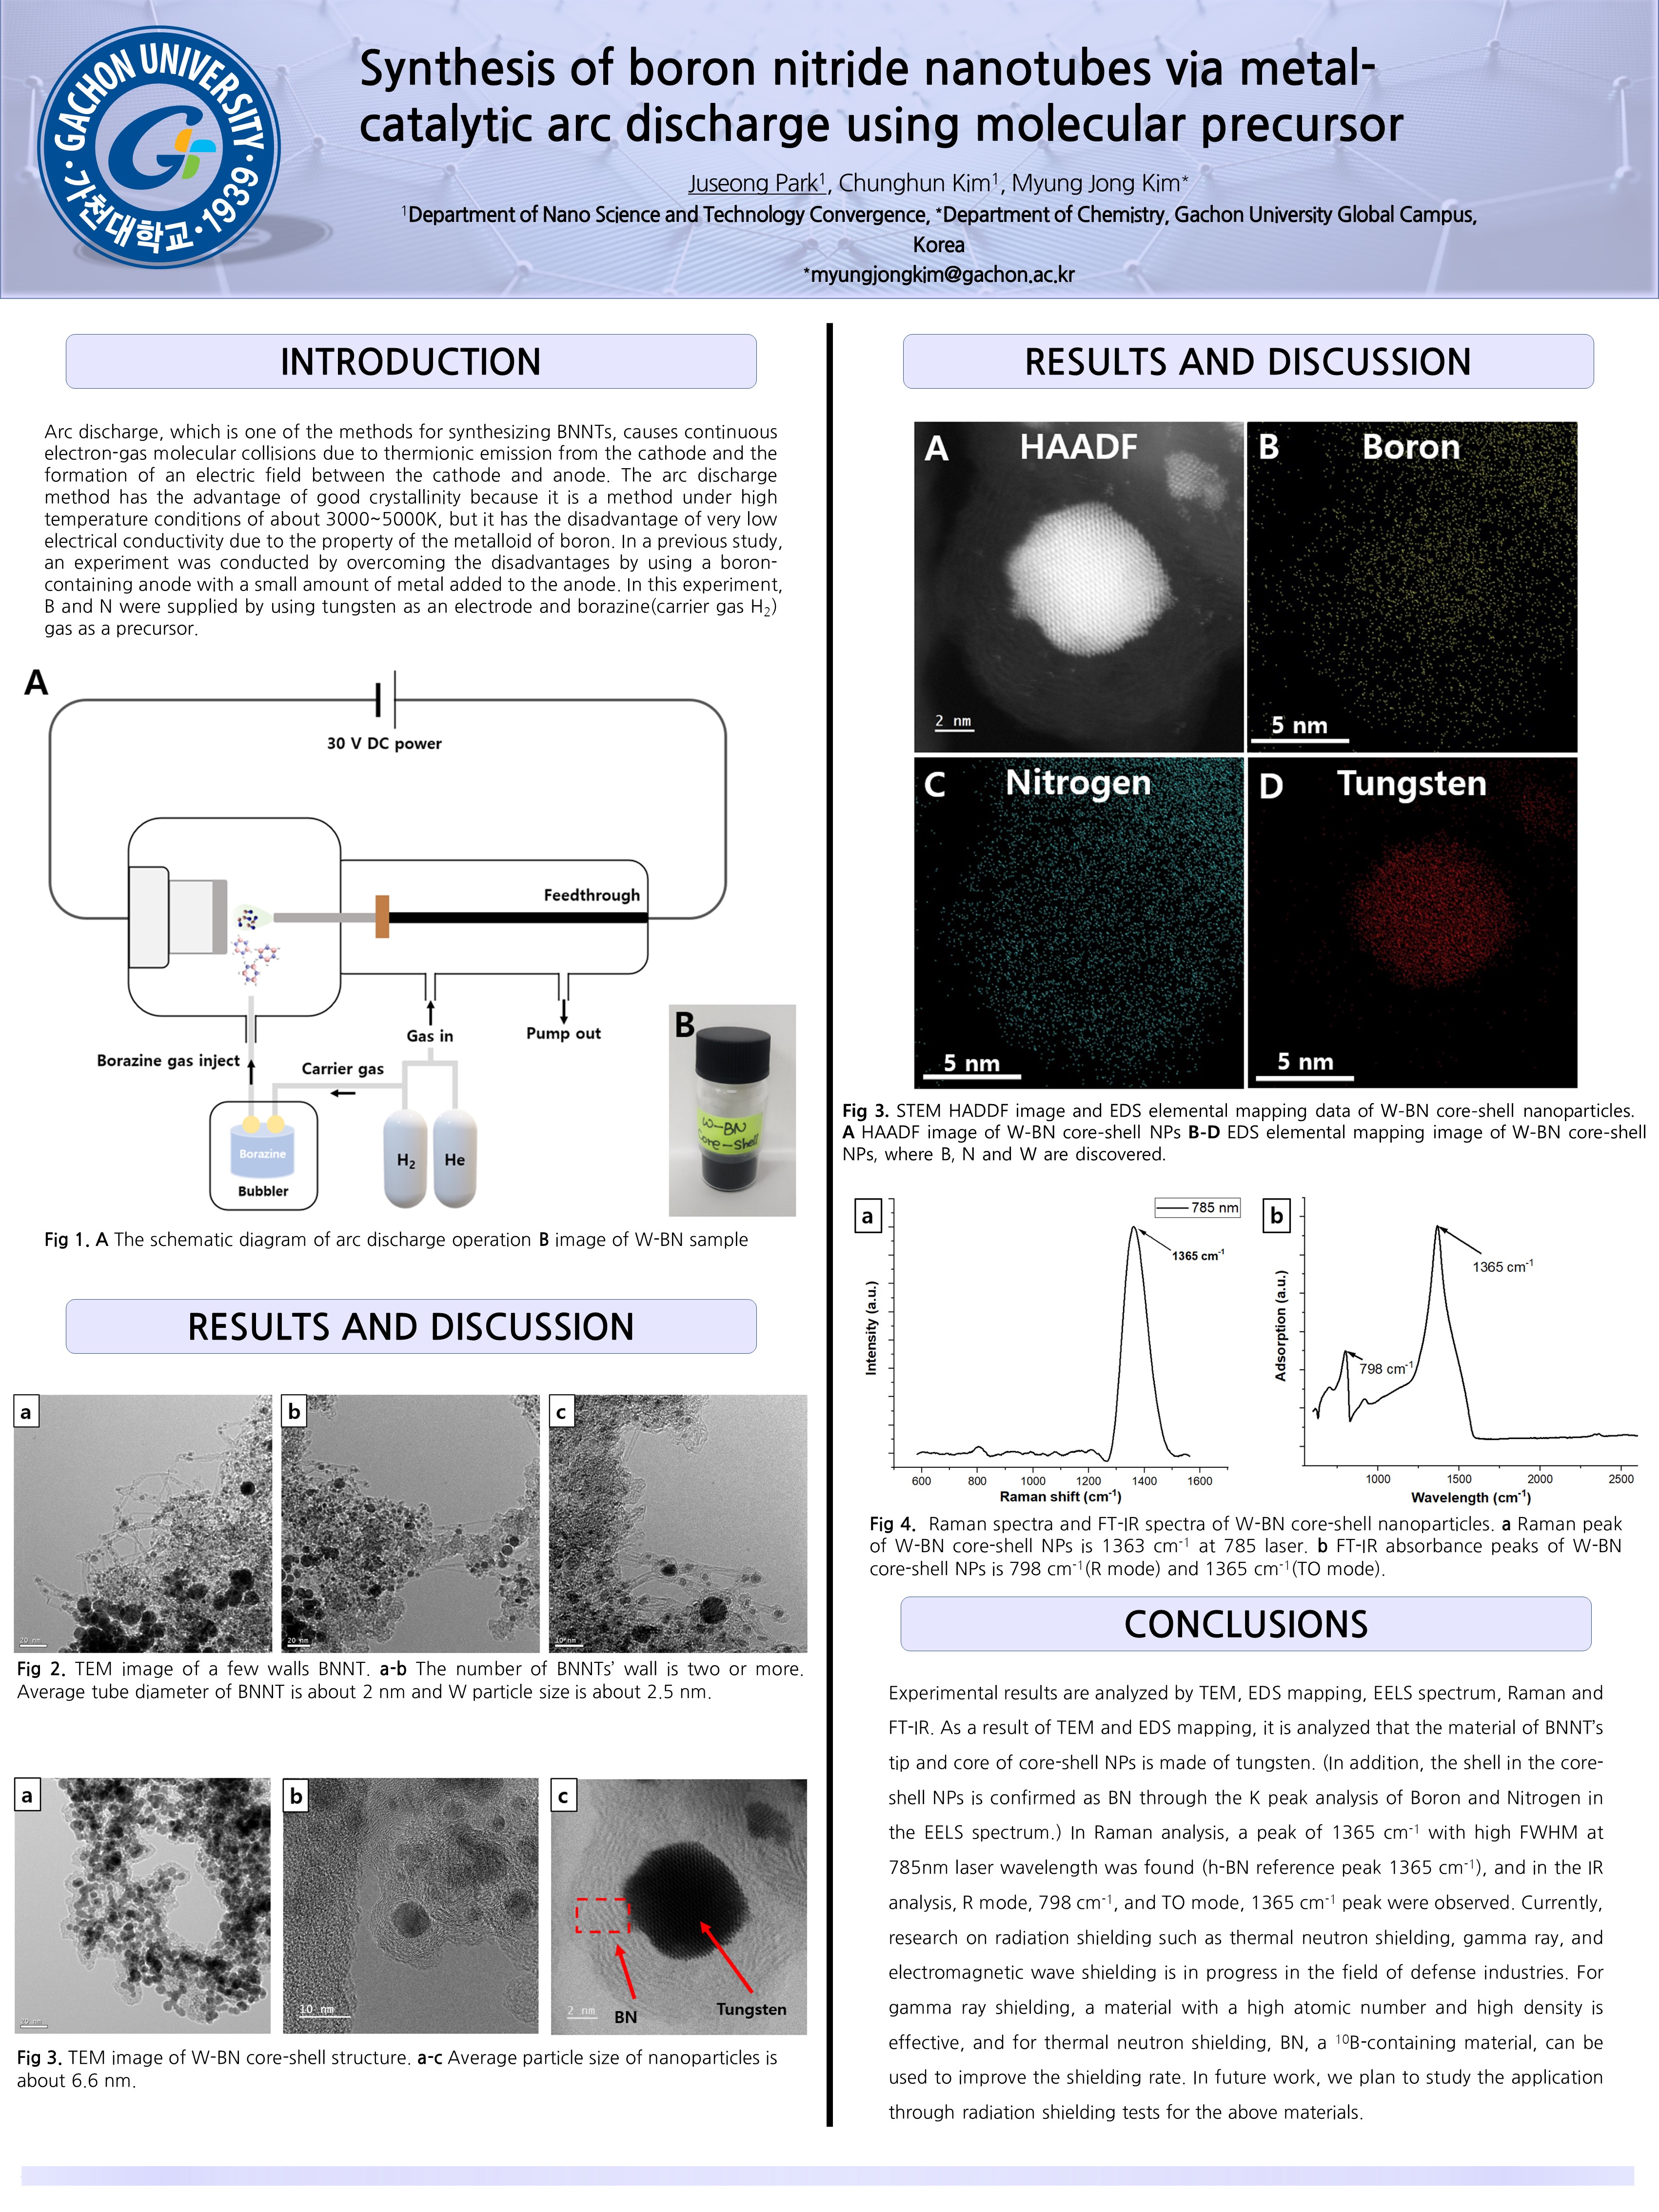 GACHON UNIVERSITY
가천대학교 · 1939
Synthesis of boron nitride nanotubes via metal-
catalytic arc discharge using molecular precursor
Juseong Park¹, Chunghun Kim¹, Myung Jong Kim*
¹Department of Nano Science and Technology Convergence, *Department of Chemistry, Gachon University Global Campus,
Korea
*myungjongkim@gachon.ac.kr
INTRODUCTION
Arc discharge, which is one of the methods for synthesizing BNNTs, causes continuous
electron-gas molecular collisions due to thermionic emission from the cathode and the
formation of an electric field between the cathode and anode. The arc discharge
method has the advantage of good crystallinity because it is a method under high
temperature conditions of about 3000~5000K, but it has the disadvantage of very low
electrical conductivity due to the property of the metalloid of boron. In a previous study,
an experiment was conducted by overcoming the disadvantages by using a boron-
containing anode with a small amount of metal added to the anode. In this experiment,
B and N were supplied by using tungsten as an electrode and borazine(carrier gas H₂)
gas as a precursor.
A
30 V DC power
Feedthrough
Gas in
Pump out
Borazine gas inject
Carrier gas
Borazine
Bubbler
H₂
He
B
W-BN
Core-Shell
Fig 1. A The schematic diagram of arc discharge operation B image of W-BN sample
RESULTS AND DISCUSSION
a
20 nm
b
20 nm
c
10 nm
Fig 2. TEM image of a few walls BNNT. a-b The number of BNNTs’ wall is two or more.
Average tube diameter of BNNT is about 2 nm and W particle size is about 2.5 nm.
a
20 nm
b
10 nm
c
2 nm
BN
Tungsten
Fig 3. TEM image of W-BN core-shell structure. a-c Average particle size of nanoparticles is
about 6.6 nm.
RESULTS AND DISCUSSION
A HAADF
2 nm
B Boron
5 nm
C Nitrogen
5 nm
D Tungsten
5 nm
Fig 3. STEM HADDF image and EDS elemental mapping data of W-BN core-shell nanoparticles.
A HAADF image of W-BN core-shell NPs B-D EDS elemental mapping image of W-BN core-shell
NPs, where B, N and W are discovered.
a
785 nm
1365 cm⁻¹
Intensity (a.u.)
600 800 1000 1200 1400 1600
Raman shift (cm⁻¹)
b
1365 cm⁻¹
798 cm⁻¹
Adsorption (a.u.)
1000 1500 2000 2500
Wavelength (cm⁻¹)
Fig 4. Raman spectra and FT-IR spectra of W-BN core-shell nanoparticles. a Raman peak
of W-BN core-shell NPs is 1363 cm⁻¹ at 785 laser. b FT-IR absorbance peaks of W-BN
core-shell NPs is 798 cm⁻¹(R mode) and 1365 cm⁻¹(TO mode).
CONCLUSIONS
Experimental results are analyzed by TEM, EDS mapping, EELS spectrum, Raman and
FT-IR. As a result of TEM and EDS mapping, it is analyzed that the material of BNNT’s
tip and core of core-shell NPs is made of tungsten. (In addition, the shell in the core-
shell NPs is confirmed as BN through the K peak analysis of Boron and Nitrogen in
the EELS spectrum.) In Raman analysis, a peak of 1365 cm⁻¹ with high FWHM at
785nm laser wavelength was found (h-BN reference peak 1365 cm⁻¹), and in the IR
analysis, R mode, 798 cm⁻¹, and TO mode, 1365 cm⁻¹ peak were observed. Currently,
research on radiation shielding such as thermal neutron shielding, gamma ray, and
electromagnetic wave shielding is in progress in the field of defense industries. For
gamma ray shielding, a material with a high atomic number and high density is
effective, and for thermal neutron shielding, BN, a ¹⁰B-containing material, can be
used to improve the shielding rate. In future work, we plan to study the application
through radiation shielding tests for the above materials.